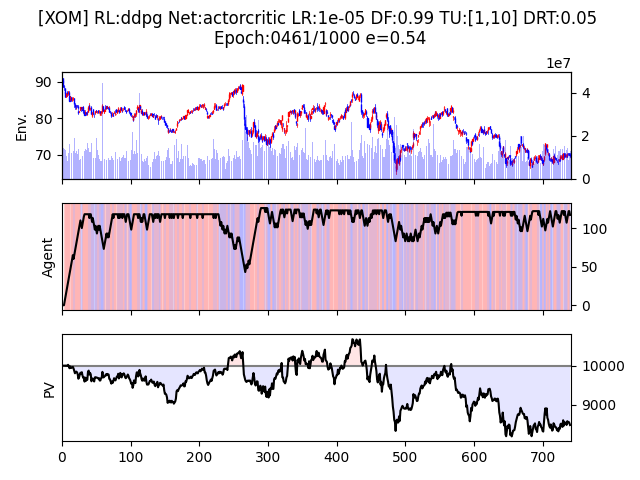 [XOM] RL:ddpg Net:actorcritic LR:1e-05 DF:0.99 TU:[1,10] DRT:0.05
Epoch:0461/1000 e=0.54
1e7
90
80
70
Env.
4
2
0
Agent
100
50
0
PV
10000
9000
0 100 200 300 400 500 600 700